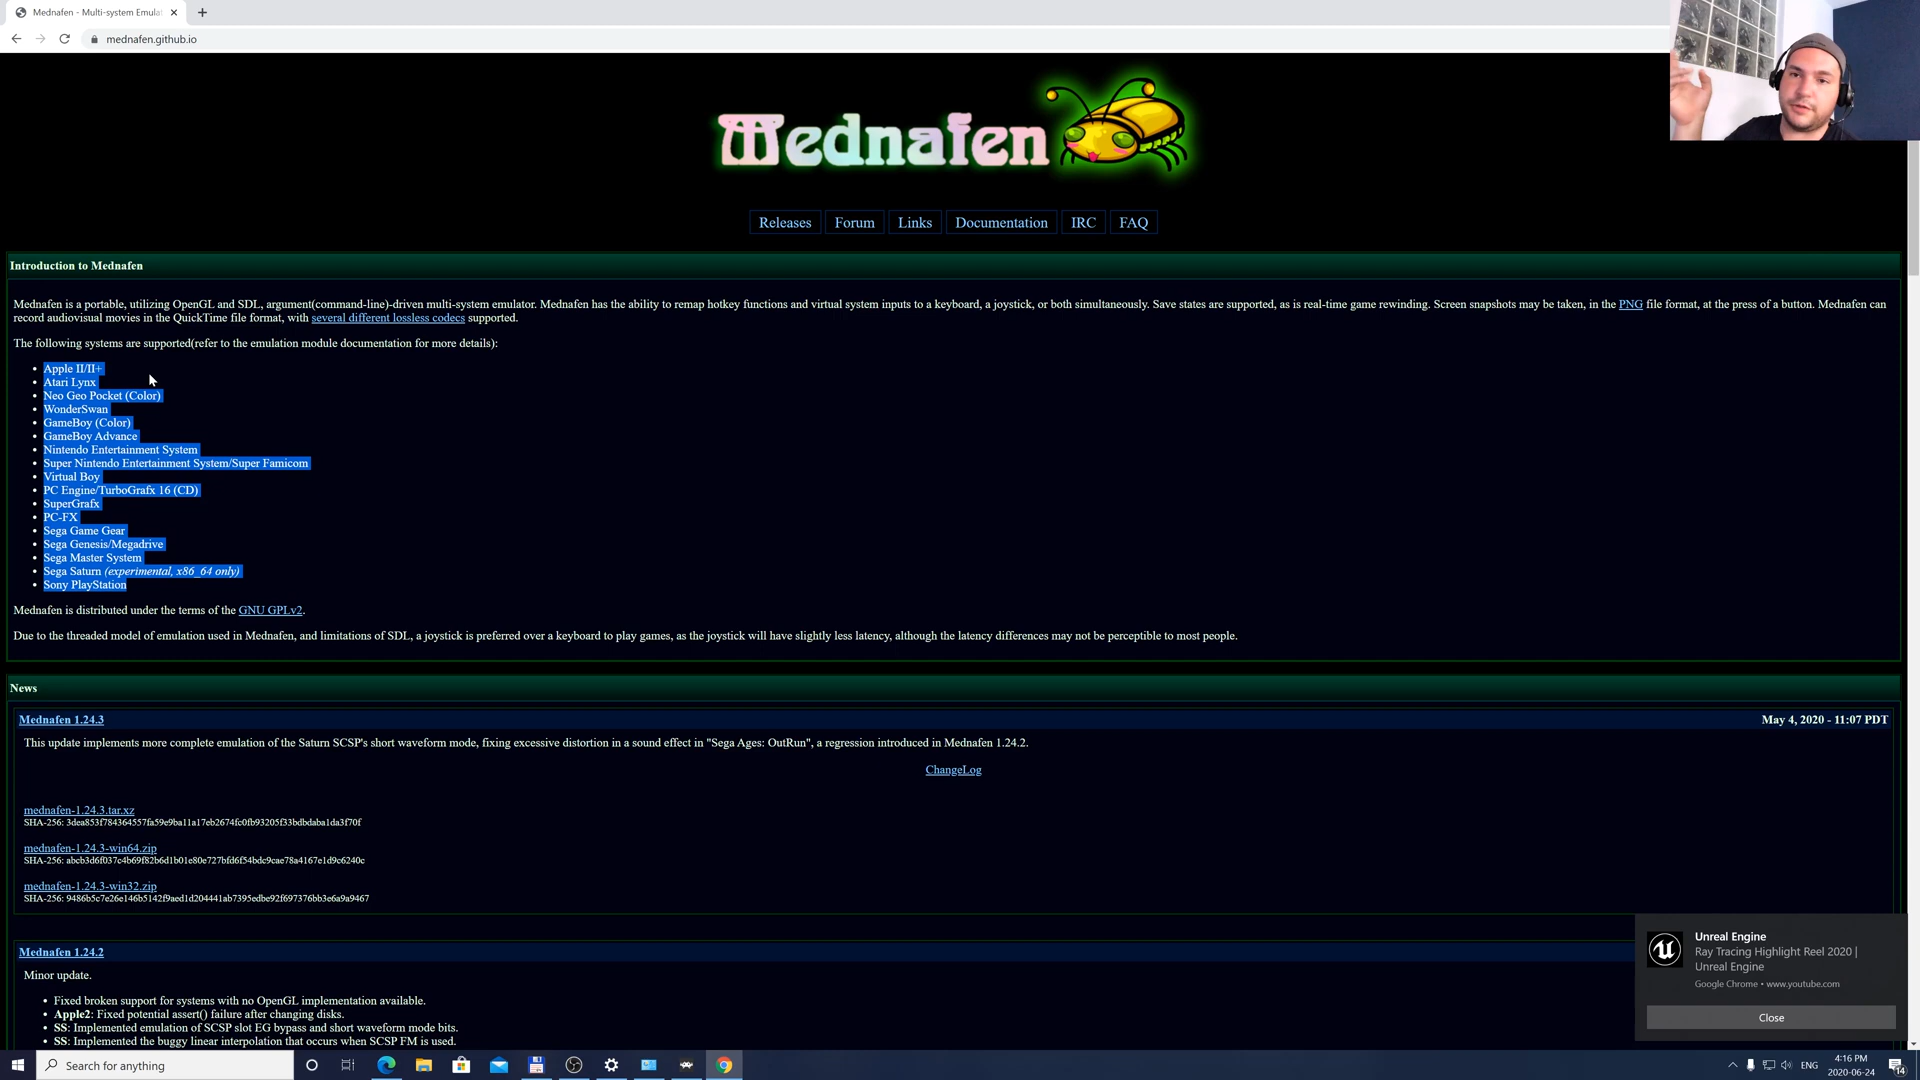 Mednafen - Multi-system Emula
mednafen.github.io
Mednafen
Releases Forum Links Documentation IRC FAQ
Introduction to Mednafen
Mednafen is a portable, utilizing OpenGL and SDL, argument(command-line)-driven multi-system emulator. Mednafen has the ability to remap hotkey functions and virtual system inputs to a keyboard, a joystick, or both simultaneously. Save states are supported, as is real-time game rewinding. Screen snapshots may be taken, in the PNG file format, at the press of a button. Mednafen can
record audiovisual movies in the QuickTime file format, with several different lossless codecs supported.
The following systems are supported(refer to the emulation module documentation for more details):
• Apple II/II+
• Atari Lynx
• Neo Geo Pocket (Color)
• WonderSwan
• GameBoy (Color)
• GameBoy Advance
• Nintendo Entertainment System
• Super Nintendo Entertainment System/Super Famicom
• Virtual Boy
• PC Engine/TurboGrafx 16 (CD)
• SuperGrafx
• PC-FX
• Sega Game Gear
• Sega Genesis/Megadrive
• Sega Master System
• Sega Saturn (experimental, x86_64 only)
• Sony PlayStation
Mednafen is distributed under the terms of the GNU GPLv2.
Due to the threaded model of emulation used in Mednafen, and limitations of SDL, a joystick is preferred over a keyboard to play games, as the joystick will have slightly less latency, although the latency differences may not be perceptible to most people.
News
Mednafen 1.24.3 May 4, 2020 - 11:07 PDT
This update implements more complete emulation of the Saturn SCSP's short waveform mode, fixing excessive distortion in a sound effect in "Sega Ages: OutRun", a regression introduced in Mednafen 1.24.2.
ChangeLog
mednafen-1.24.3.tar.xz
SHA-256: 3dea853f784364557fa59e9ba11a17eb2674fc0fb93205f33bdbdaba1da3f70f
mednafen-1.24.3-win64.zip
SHA-256: abcb3d6f037c4b69f82b6d1b01e80e727bfd6f54bdc9cae78a4167e1d9c6240c
mednafen-1.24.3-win32.zip
SHA-256: 9486b5c7e26e146b5142f9aed1d204441ab7395edbe92f697376bb3e6a9a9467
Mednafen 1.24.2
Minor update.
• Fixed broken support for systems with no OpenGL implementation available.
• Apple2: Fixed potential assert() failure after changing disks.
• SS: Implemented emulation of SCSP slot EG bypass and short waveform mode bits.
• SS: Implemented the buggy linear interpolation that occurs when SCSP FM is used.
Unreal Engine
Ray Tracing Highlight Reel 2020 |
Unreal Engine
Google Chrome • www.youtube.com
Close
Search for anything
ENG
4:16 PM
2020-06-24
14